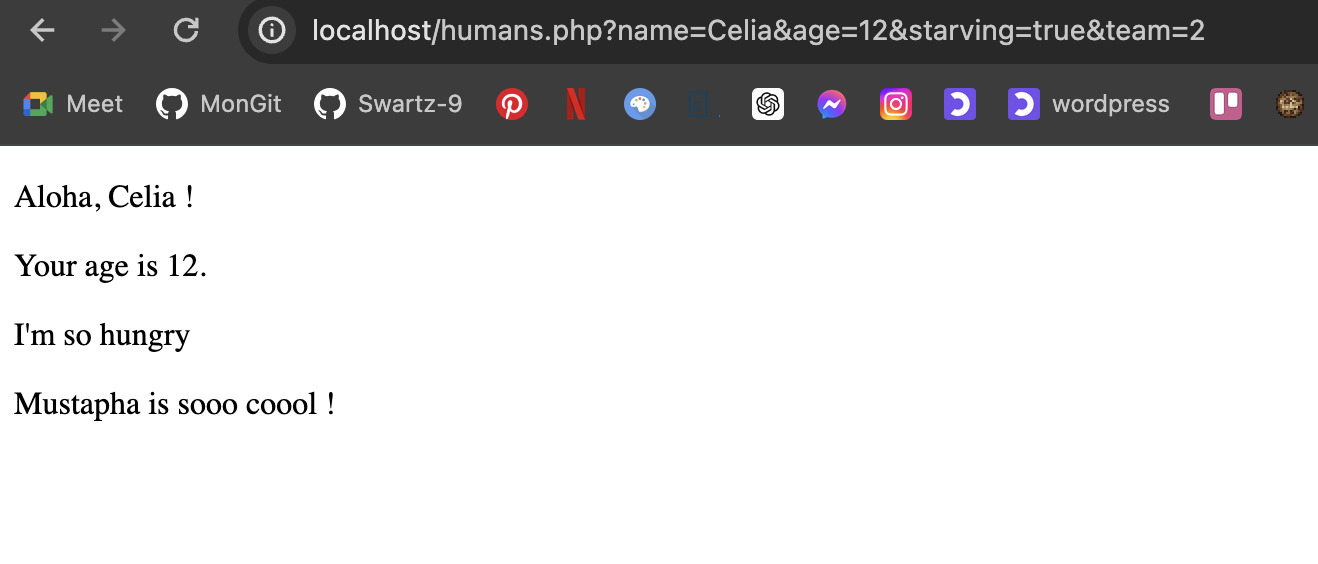 localhost/humans.php?name=Celia&age=12&starving=true&team=2
Meet MonGit Swartz-9 wordpress
Aloha, Celia !
Your age is 12.
I'm so hungry
Mustapha is sooo coool !